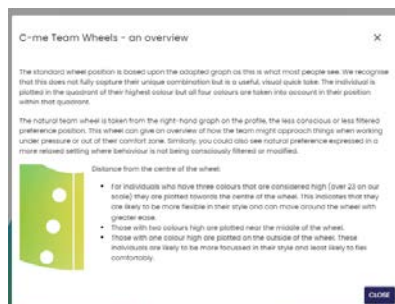 C-me Team Wheels - an overview
X
The standard wheel position is based upon the adapted graph as this is what most people see. We recognise
that this does not fully capture their unique combination but is a useful, visual quick take. The individual is
plotted in the quadrant of their highest colour but all four colours are taken into account in their position
within that quadrant.
The natural team wheel is taken from the right-hand graph on the profile, the less conscious or less filtered
preference position. This wheel can give an overview of how the team might approach things when working
under pressure or out of their comfort zone. Similarly, you could also see natural preference expressed in a
more relaxed setting where behaviour is not being consciously filtered or modified.
Distance from the centre of the wheel:
• For individuals who have three colours that are considered high (over 23 on our
scale) they are plotted towards the centre of the wheel. This indicates that they
are likely to be more flexible in their style and can move around the wheel with
greater ease.
• Those with two colours high are plotted near the middle of the wheel.
• Those with one colour high are plotted on the outside of the wheel. These
individuals are likely to be more focussed in their style and least likely to flex
comfortably.
CLOSE